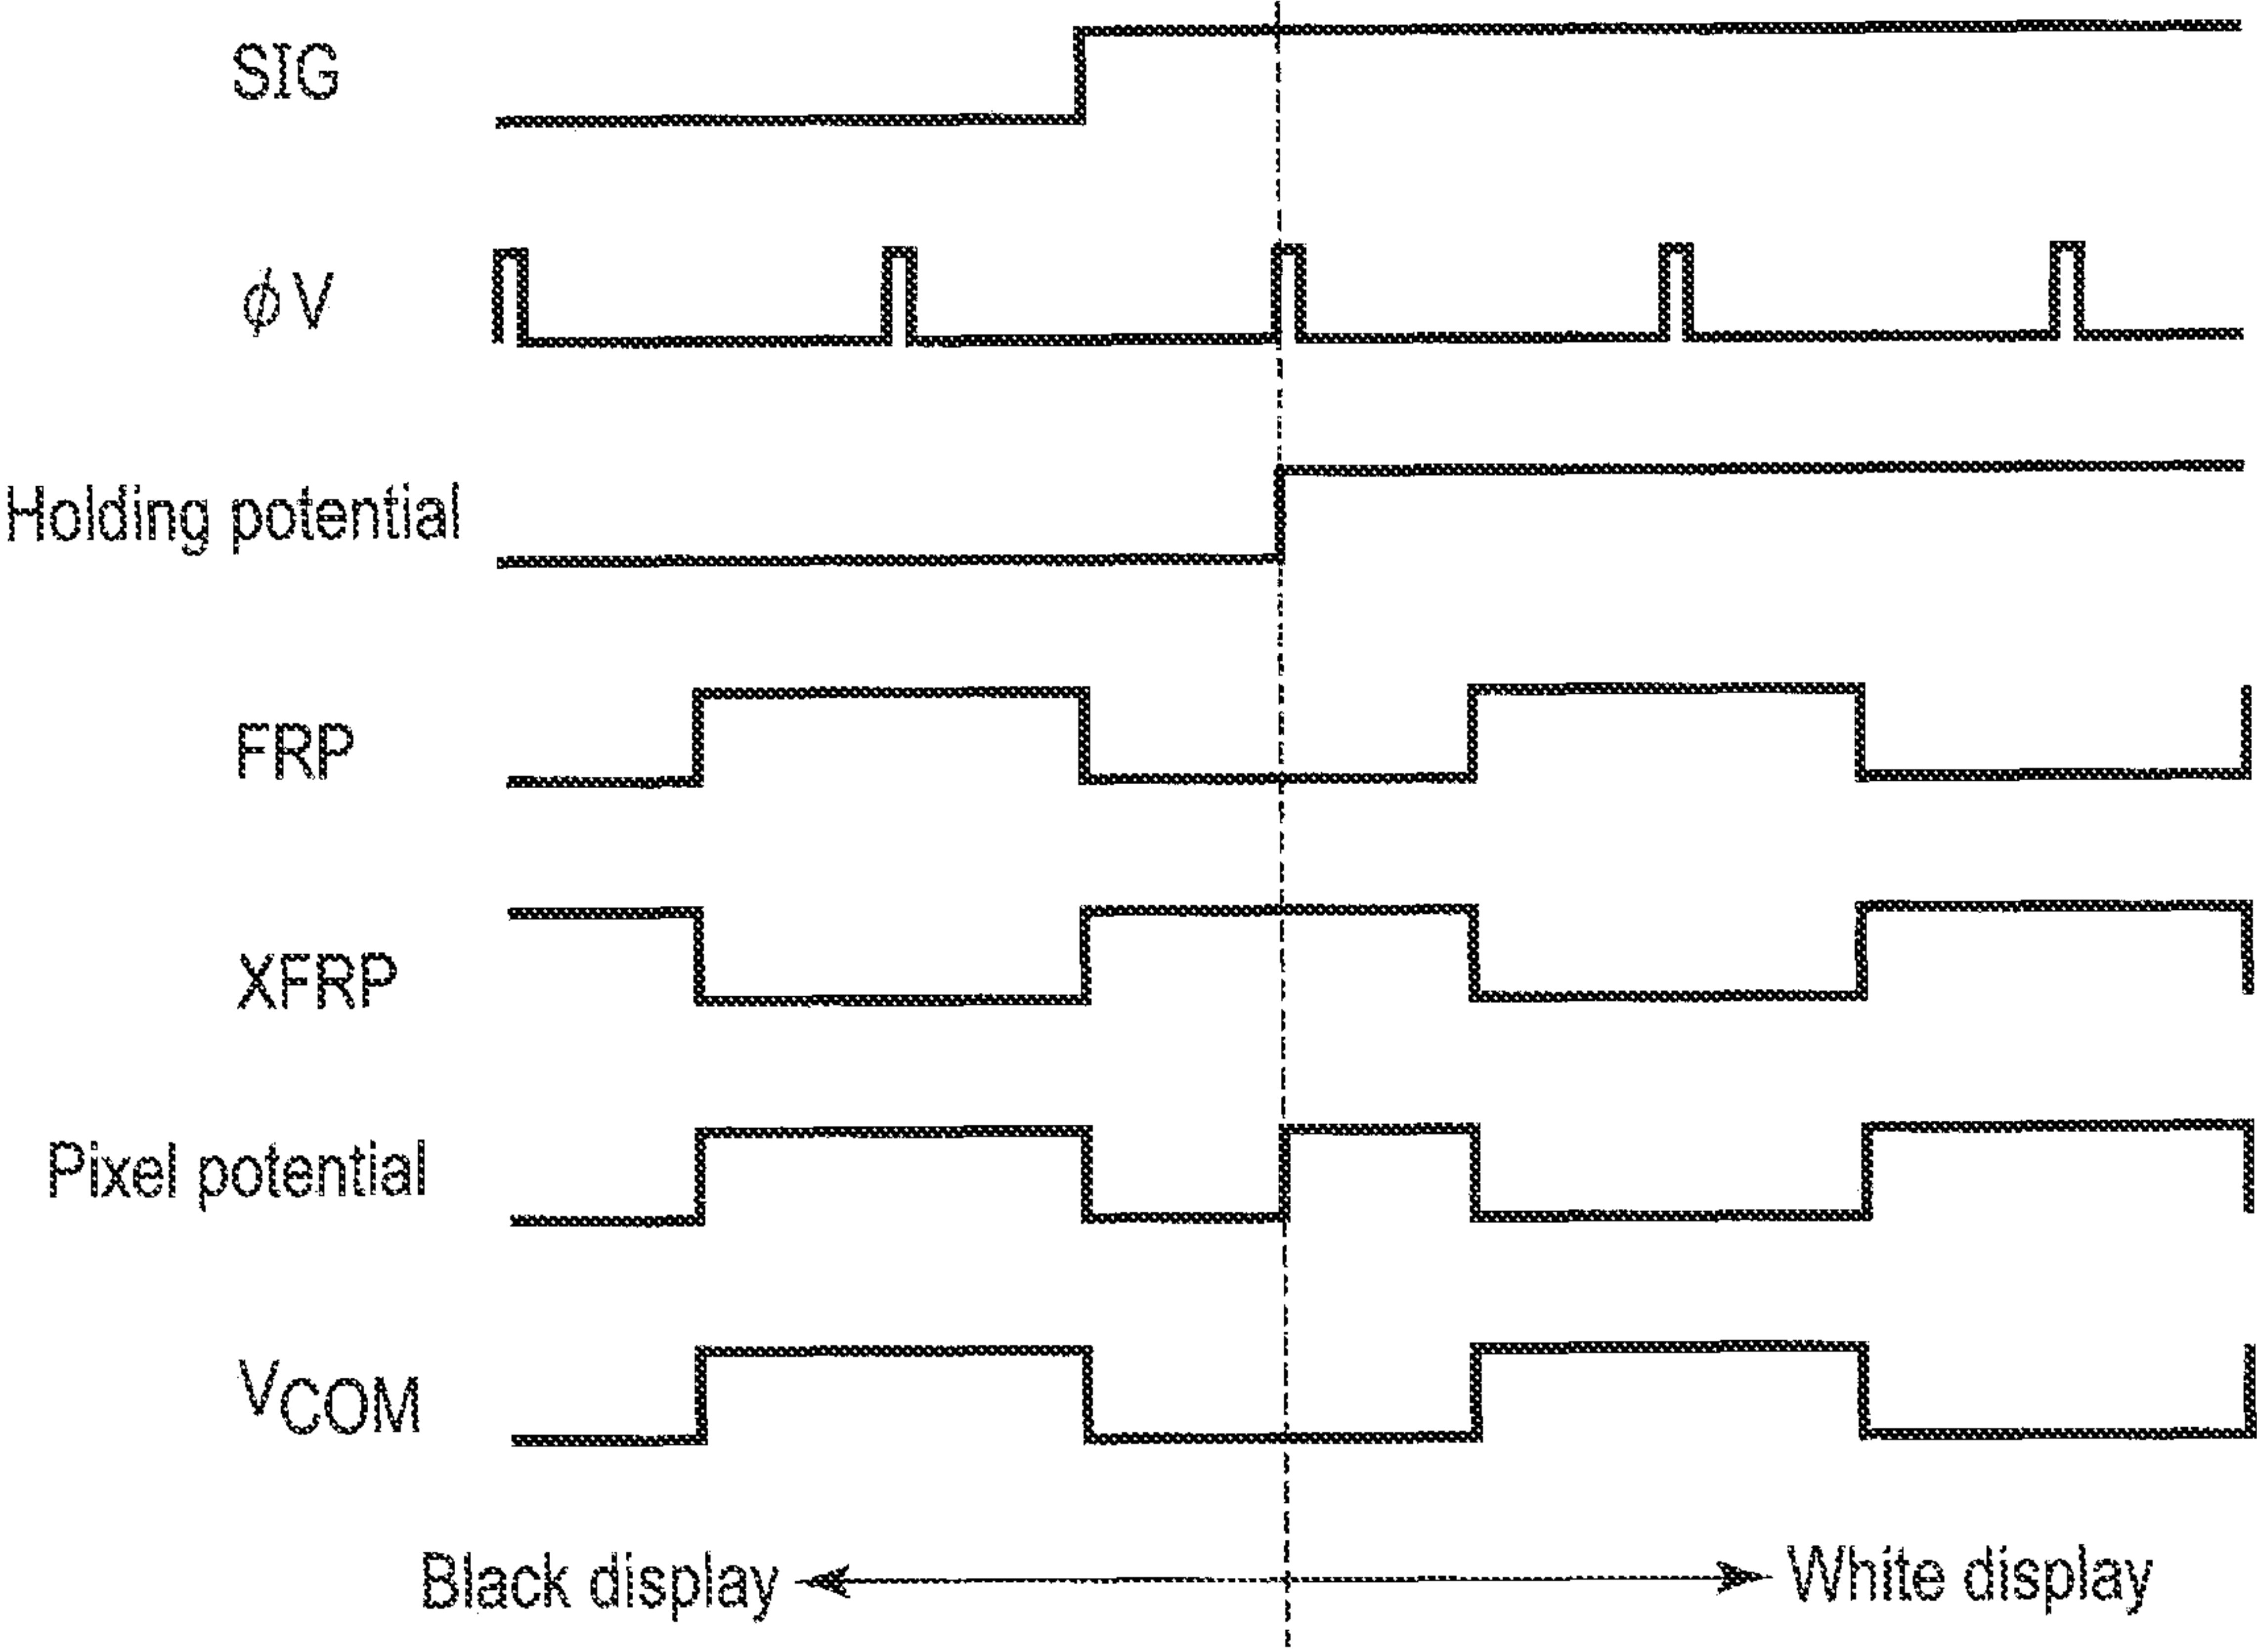 SIG
ϕV
Holding potential
FRP
XFRP
Pixel potential
VCOM
Black display
White display